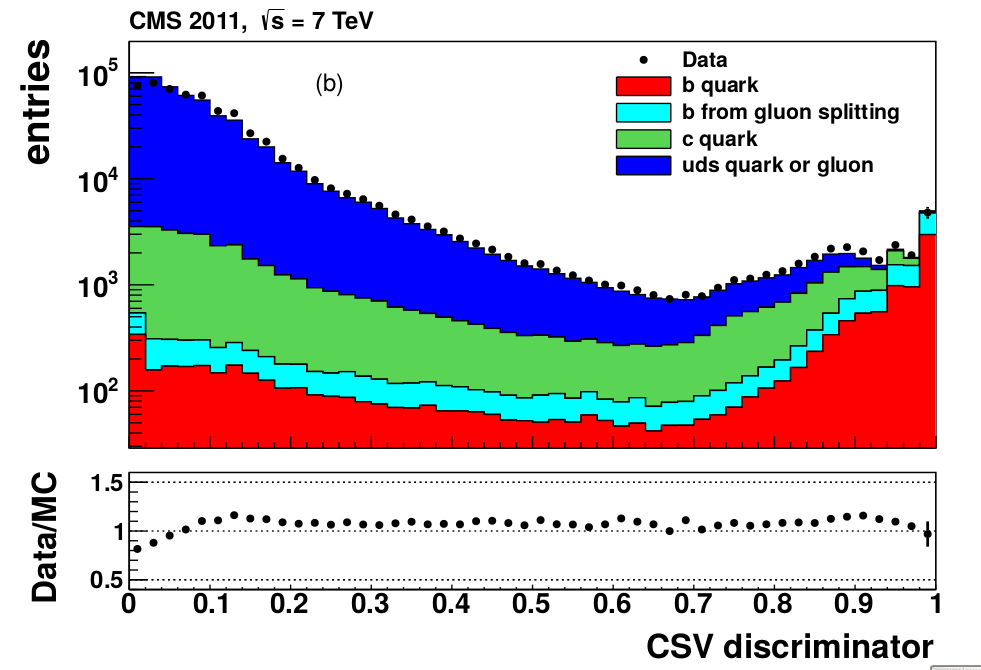 CMS 2011, √s = 7 TeV
entries
(b)
Data
b quark
b from gluon splitting
c quark
uds quark or gluon
10^5
10^4
10^3
10^2
Data/MC
1.5
1
0.5
0 0.1 0.2 0.3 0.4 0.5 0.6 0.7 0.8 0.9 1
CSV discriminator